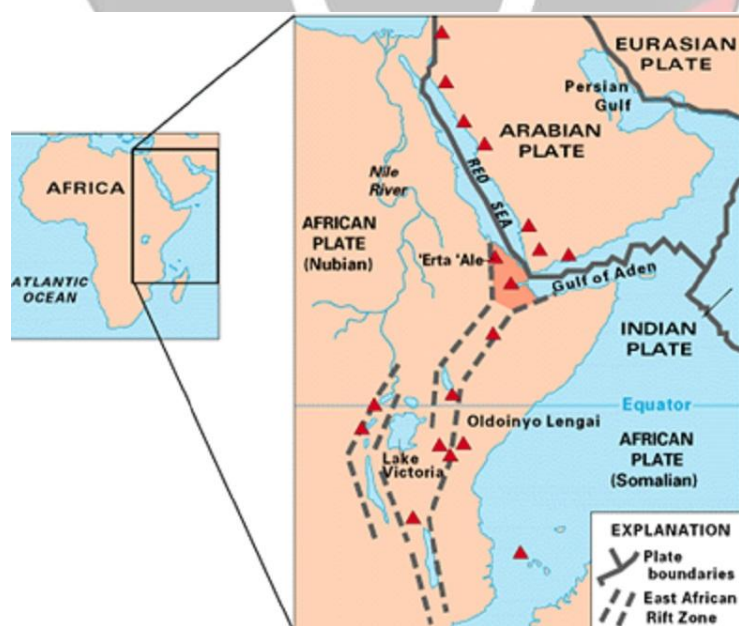 AFRICA
ATLANTIC
OCEAN
EURASIAN
PLATE
Persian
Gulf
ARABIAN
PLATE
Nile
River
RED
SEA
AFRICAN
PLATE
(Nubian)
'Erta 'Ale
Gulf of Aden
INDIAN
PLATE
Equator
Oldoinyo Lengai
AFRICAN
PLATE
(Somalian)
Lake
Victoria
EXPLANATION
Plate
boundaries
East African
Rift Zone